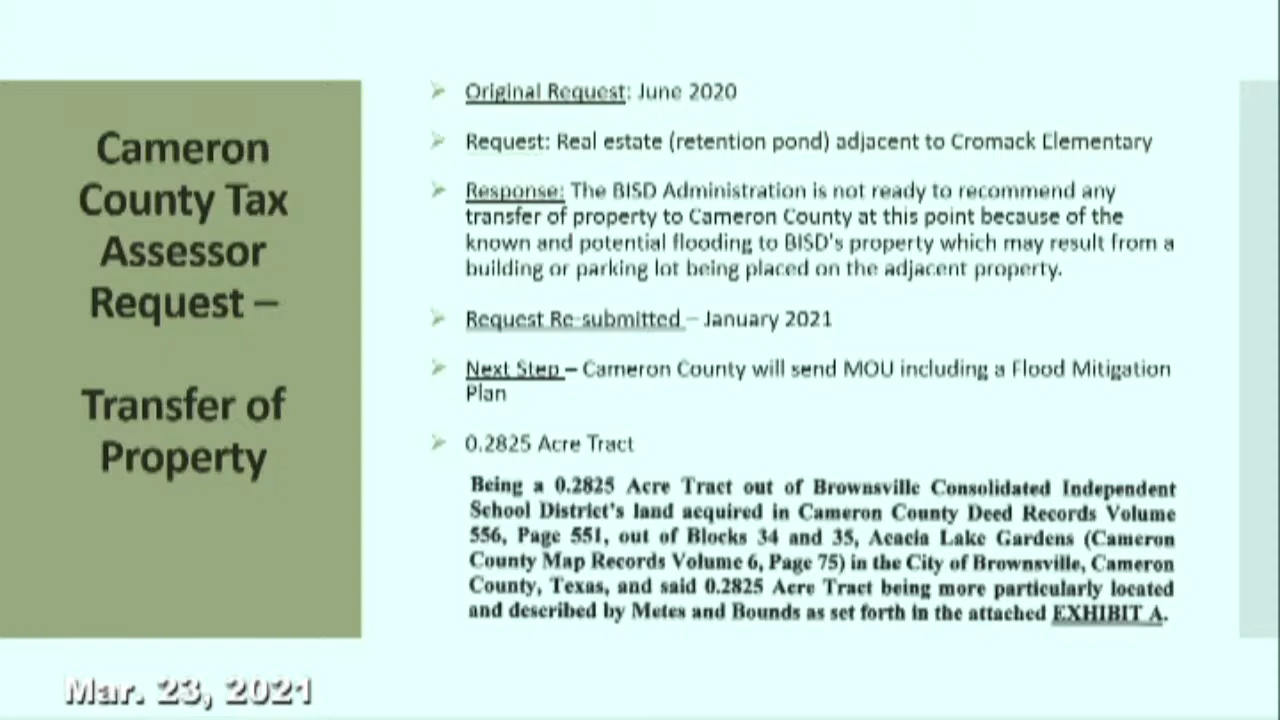 Cameron
County Tax
Assessor
Request –
Transfer of
Property
Original Request: June 2020
Request: Real estate (retention pond) adjacent to Cromack Elementary
Response: The BISD Administration is not ready to recommend any
transfer of property to Cameron County at this point because of the
known and potential flooding to BISD's property which may result from a
building or parking lot being placed on the adjacent property.
Request Re-submitted – January 2021
Next Step – Cameron County will send MOU including a Flood Mitigation
Plan
0.2825 Acre Tract
Being a 0.2825 Acre Tract out of Brownsville Consolidated Independent
School District's land acquired in Cameron County Deed Records Volume
556, Page 551, out of Blocks 34 and 35, Acacia Lake Gardens (Cameron
County Map Records Volume 6, Page 75) in the City of Brownsville, Cameron
County, Texas, and said 0.2825 Acre Tract being more particularly located
and described by Metes and Bounds as set forth in the attached EXHIBIT A.
Mar. 23, 2021